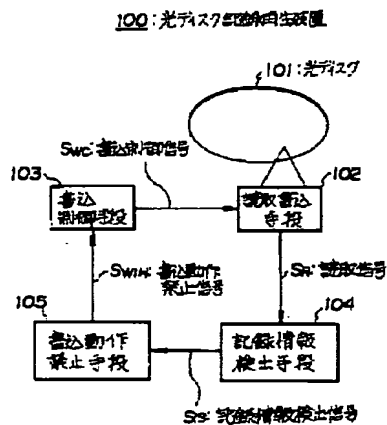 100:光ディスク記録再生装置
101:光ディスク
SWC:書込制御信号
103
書込
制御手段
102
読取書込
手段
SWIH:書込動作
禁止信号
SR:読取信号
105
書込動作
禁止手段
104
記録情報
検出手段
SIS:記録情報検出信号